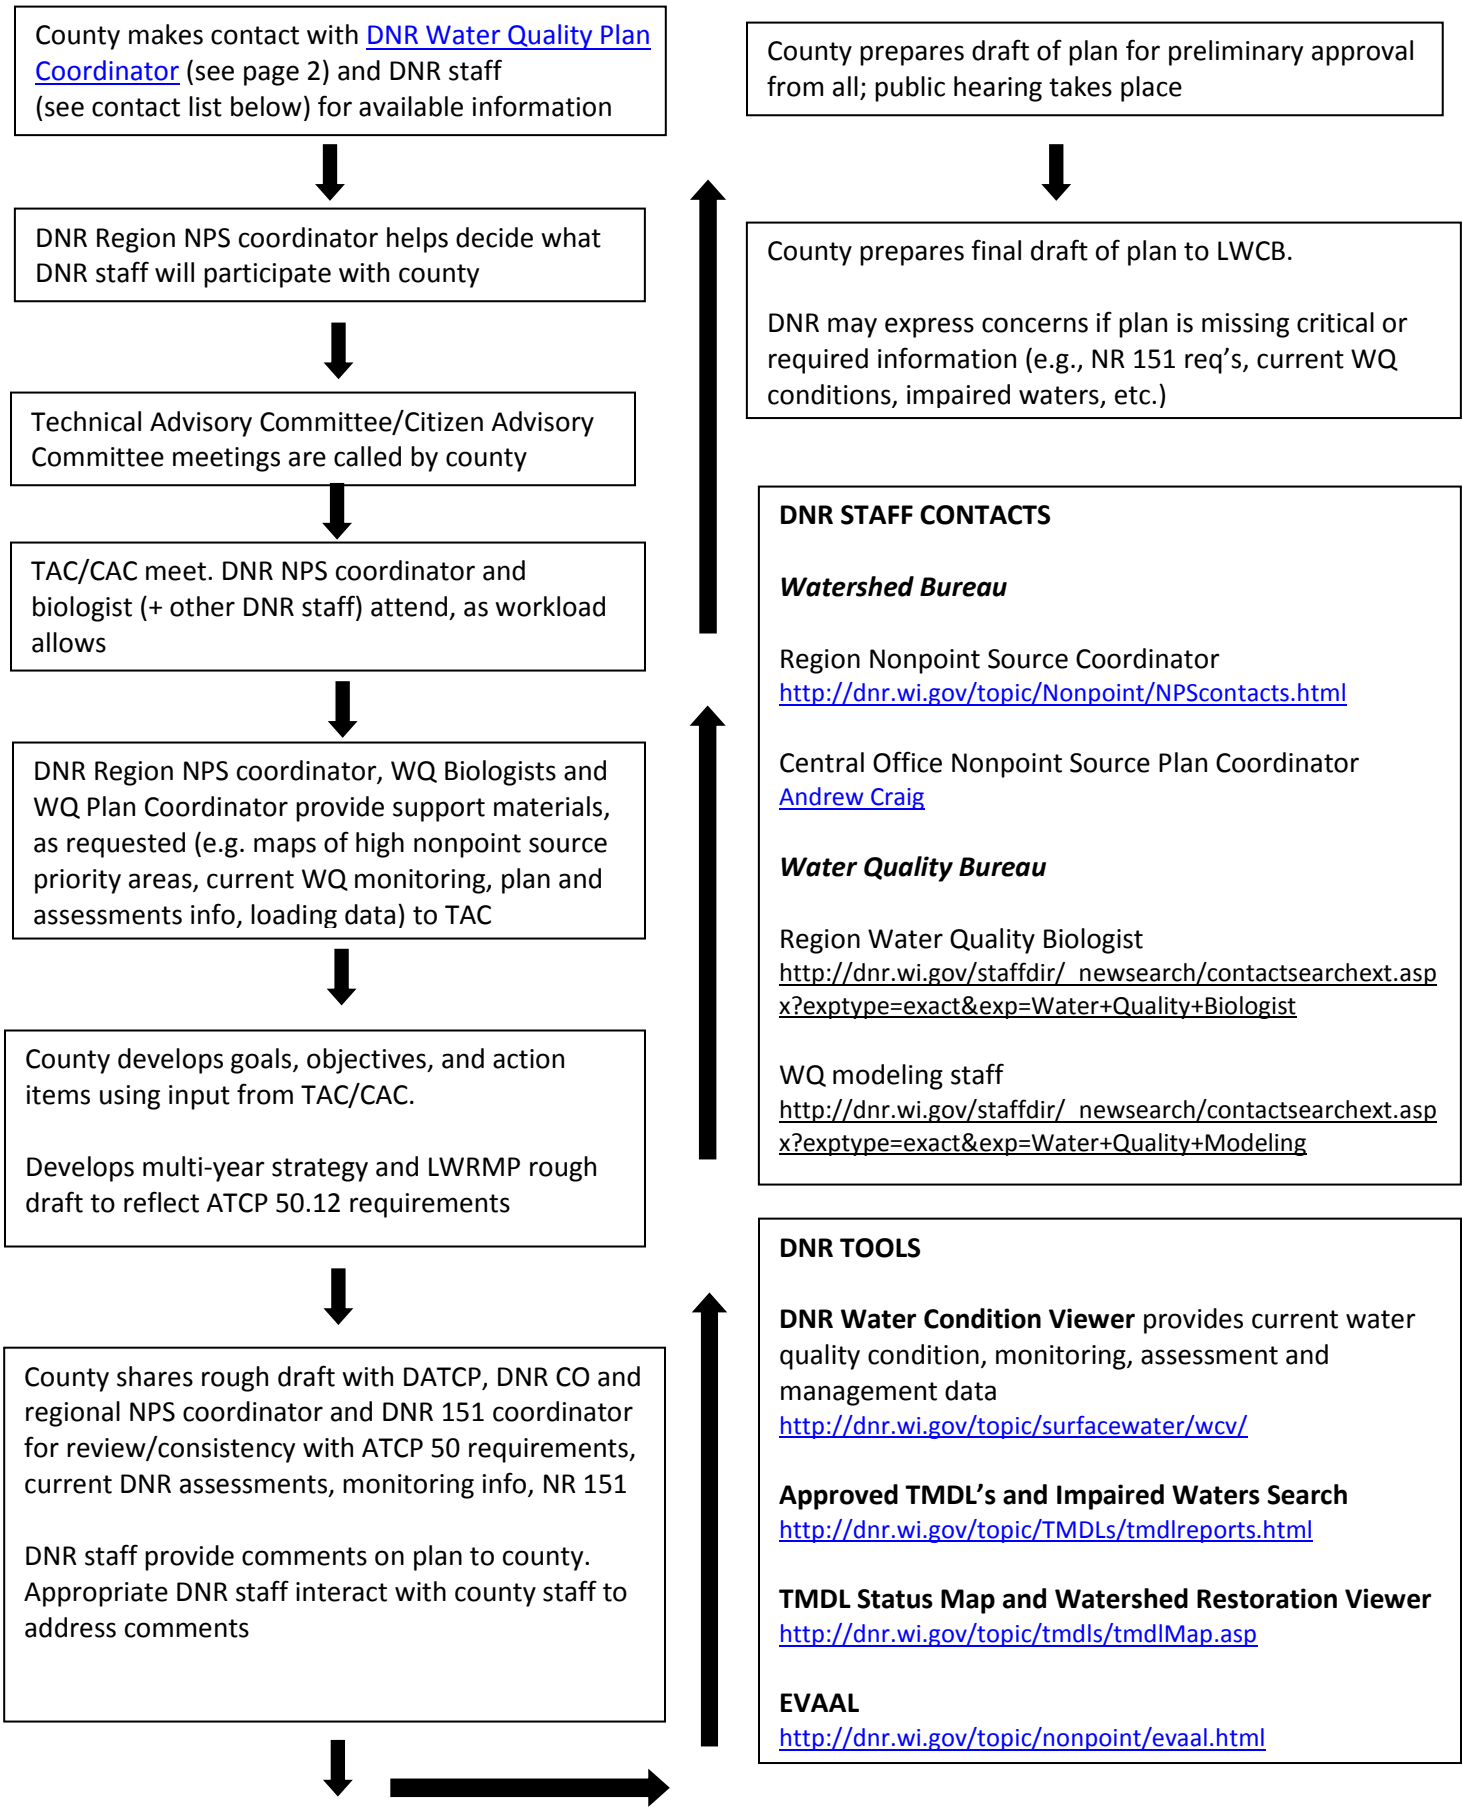 County makes contact with DNR Water Quality Plan
Coordinator (see page 2) and DNR staff
(see contact list below) for available information
DNR Region NPS coordinator helps decide what
DNR staff will participate with county
Technical Advisory Committee/Citizen Advisory
Committee meetings are called by county
TAC/CAC meet. DNR NPS coordinator and
biologist (+ other DNR staff) attend, as workload
allows
DNR Region NPS coordinator, WQ Biologists and
WQ Plan Coordinator provide support materials,
as requested (e.g. maps of high nonpoint source
priority areas, current WQ monitoring, plan and
assessments info, loading data) to TAC
County develops goals, objectives, and action
items using input from TAC/CAC.
Develops multi-year strategy and LWRMP rough
draft to reflect ATCP 50.12 requirements
County shares rough draft with DATCP, DNR CO and
regional NPS coordinator and DNR 151 coordinator
for review/consistency with ATCP 50 requirements,
current DNR assessments, monitoring info, NR 151
DNR staff provide comments on plan to county.
Appropriate DNR staff interact with county staff to
address comments
County prepares draft of plan for preliminary approval
from all; public hearing takes place
County prepares final draft of plan to LWCB.
DNR may express concerns if plan is missing critical or
required information (e.g., NR 151 req’s, current WQ
conditions, impaired waters, etc.)
DNR STAFF CONTACTS
Watershed Bureau
Region Nonpoint Source Coordinator
http://dnr.wi.gov/topic/Nonpoint/NPScontacts.html
Central Office Nonpoint Source Plan Coordinator
Andrew Craig
Water Quality Bureau
Region Water Quality Biologist
http://dnr.wi.gov/staffdir/_newsearch/contactsearchext.asp
x?exptype=exact&exp=Water+Quality+Biologist
WQ modeling staff
http://dnr.wi.gov/staffdir/_newsearch/contactsearchext.asp
x?exptype=exact&exp=Water+Quality+Modeling
DNR TOOLS
DNR Water Condition Viewer provides current water
quality condition, monitoring, assessment and
management data
http://dnr.wi.gov/topic/surfacewater/wcv/
Approved TMDL’s and Impaired Waters Search
http://dnr.wi.gov/topic/TMDLs/tmdlreports.html
TMDL Status Map and Watershed Restoration Viewer
http://dnr.wi.gov/topic/tmdls/tmdlMap.asp
EVAAL
http://dnr.wi.gov/topic/nonpoint/evaal.html